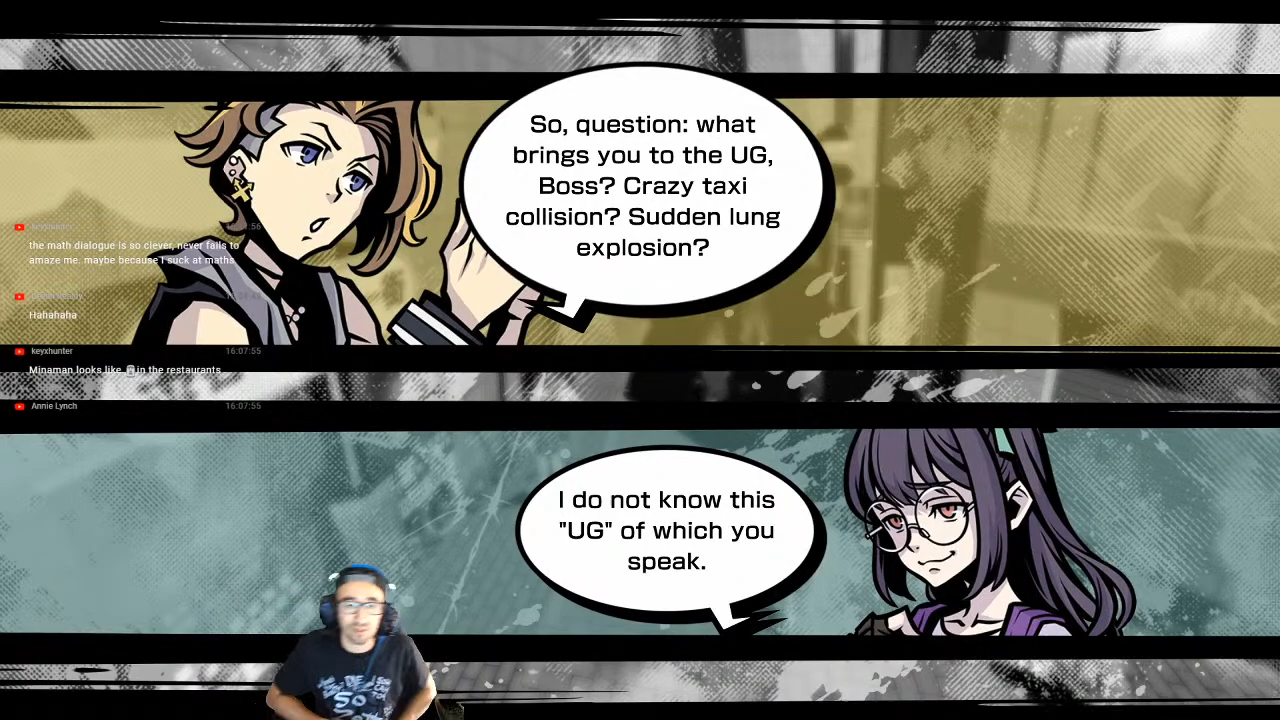 So, question: what
brings you to the UG,
Boss? Crazy taxi
collision? Sudden lung
explosion?
the math dialogue is so clever, never fails to
amaze me. maybe because I suck at maths
Hahahaha
keyxhunter 16:07:55
Minaman looks like in the restaurants
Annie Lynch 16:07:55
I do not know this
"UG" of which you
speak.